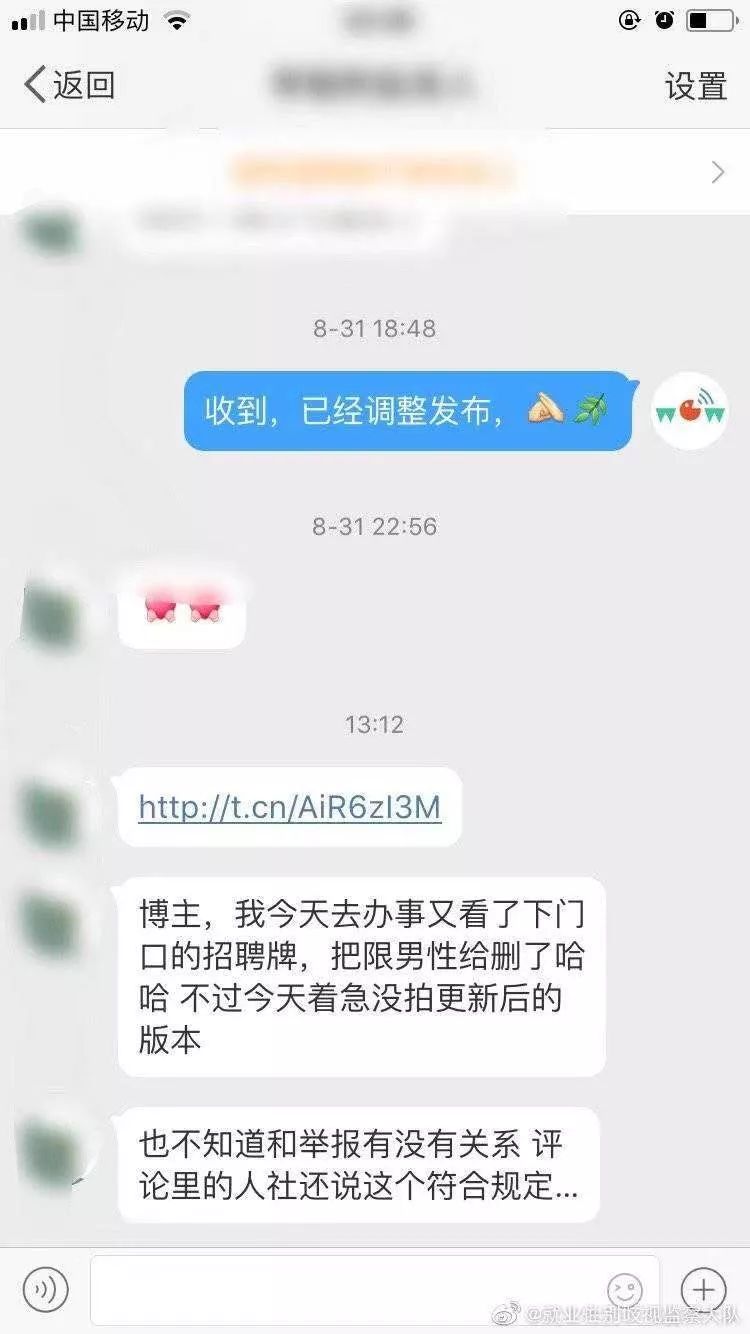 中国移动
返回
设置
8-31 18:48
收到，已经调整发布，
8-31 22:56
13:12
http://t.cn/AiR6zI3M
博主，我今天去办事又看了下门
口的招聘牌，把限男性给删了哈
哈 不过今天着急没拍更新后的
版本
也不知道和举报有没有关系 评
论里的人社还说这个符合规定...
@就业性别歧视监察大队